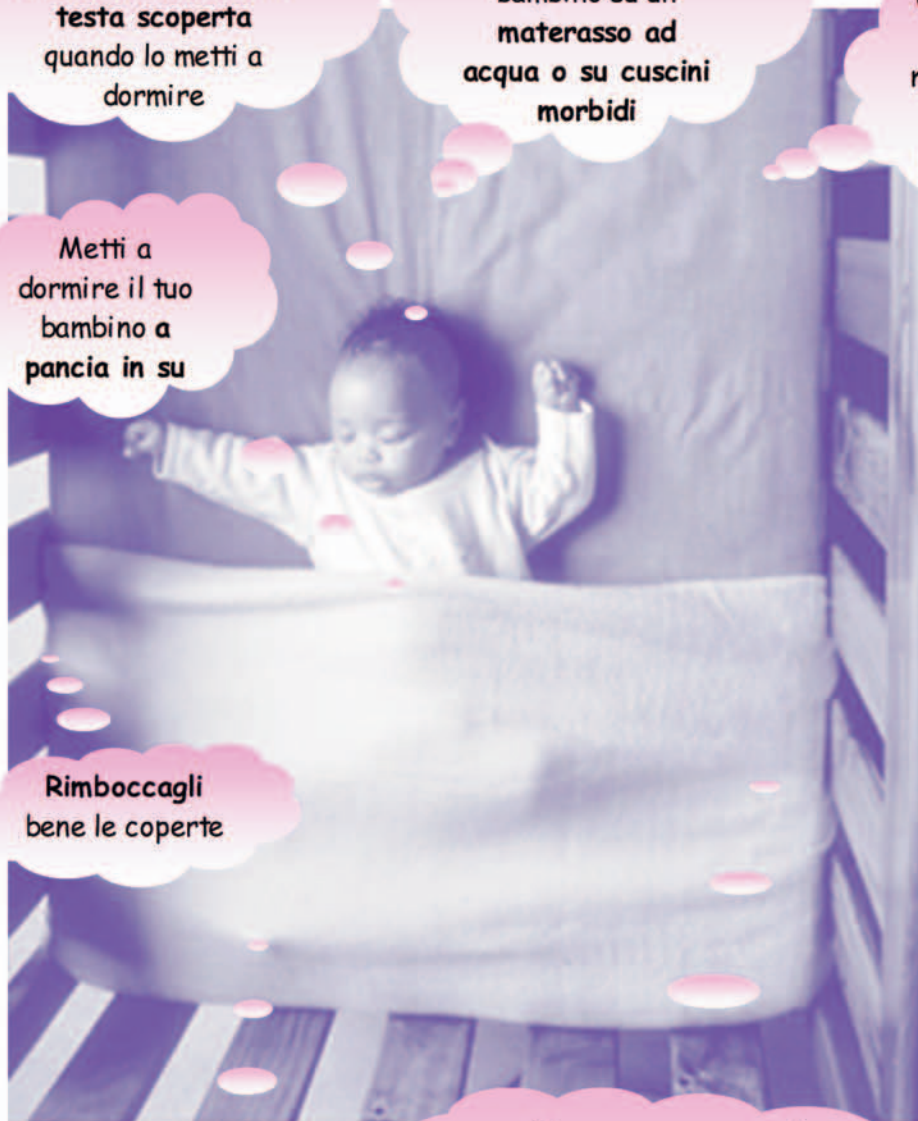 testa scoperta
quando lo metti a
dormire
materasso ad
acqua o su cuscini
morbidi
Metti a
dormire il tuo
bambino a
pancia in su
Rimboccagli
bene le coperte